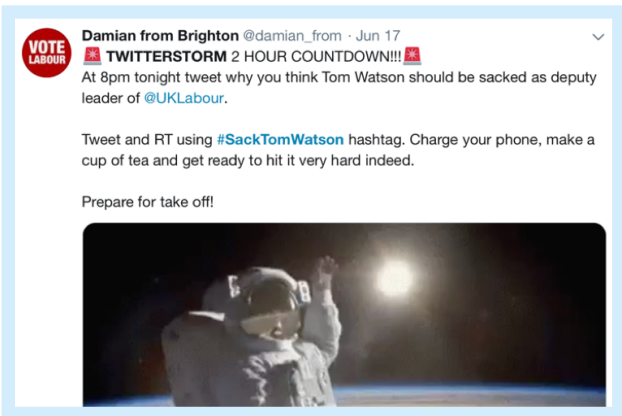 VOTE
LABOUR
Damian from Brighton @damian_from · Jun 17
🚨 TWITTERSTORM 2 HOUR COUNTDOWN!!!🚨
At 8pm tonight tweet why you think Tom Watson should be sacked as deputy
leader of @UKLabour.
Tweet and RT using #SackTomWatson hashtag. Charge your phone, make a
cup of tea and get ready to hit it very hard indeed.
Prepare for take off!